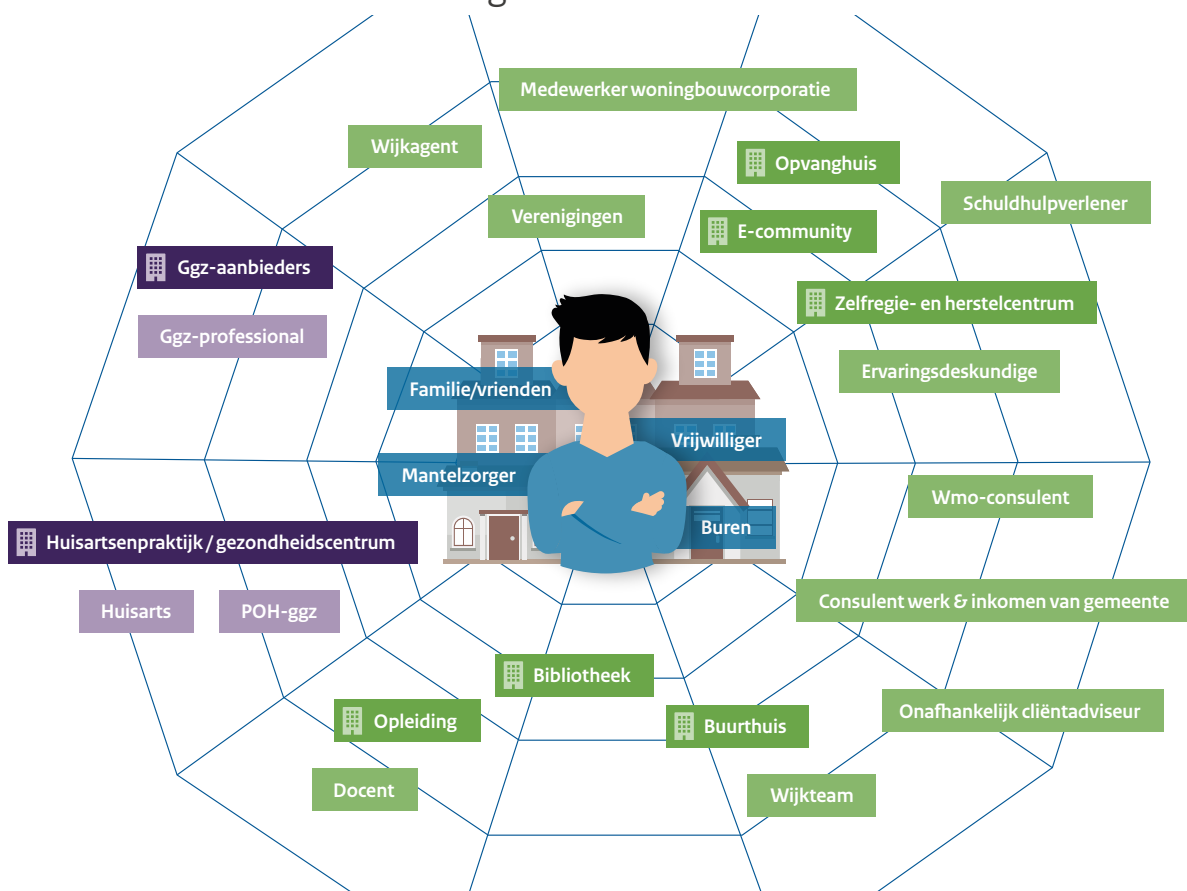 Medewerker woningbouwcorporatie
Wijkagent
Opvanghuis
Schuldhulpverlener
Verenigingen
E-community
Ggz-aanbieders
Zelfregie- en herstelcentrum
Ggz-professional
Ervaringsdeskundige
Familie/vrienden
Vrijwilliger
Mantelzorger
Wmo-consulent
Buren
Huisartsenpraktijk / gezondheidscentrum
Huisarts
POH-ggz
Consulent werk & inkomen van gemeente
Bibliotheek
Onafhankelijk cliëntadviseur
Opleiding
Buurthuis
Docent
Wijkteam